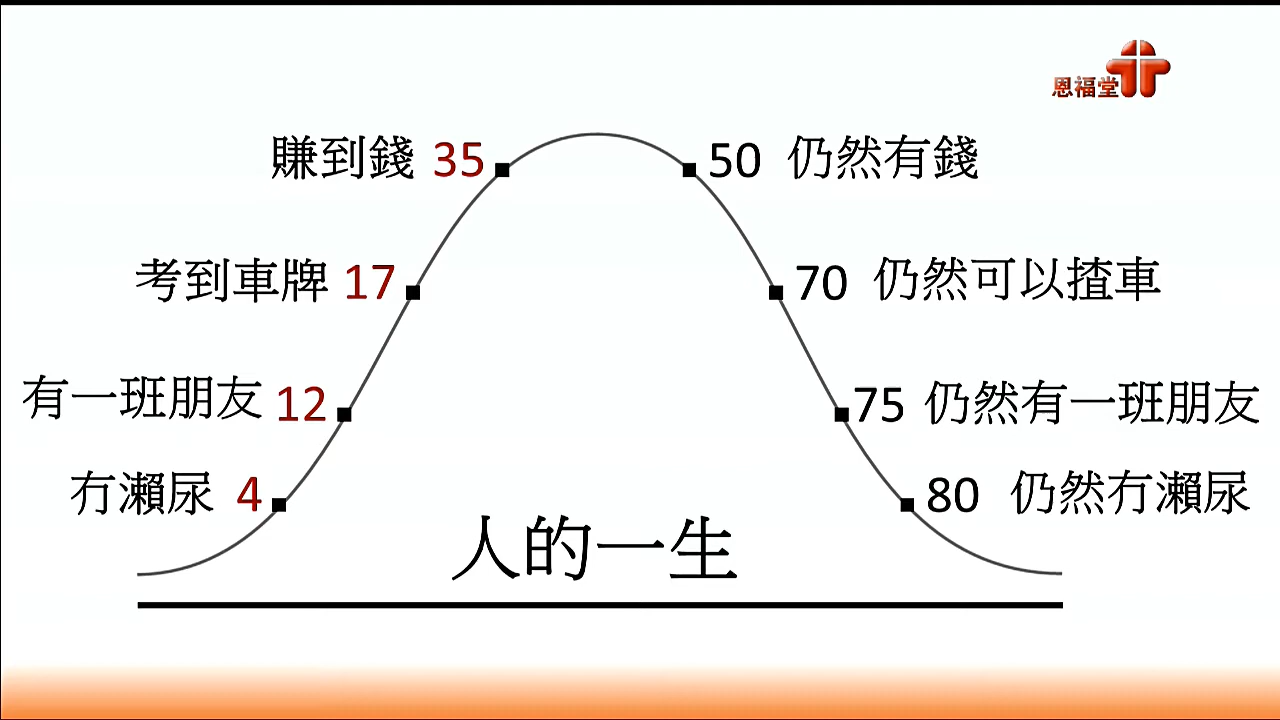 恩福堂
賺到錢 35
50 仍然有錢
考到車牌 17
70 仍然可以揸車
有一班朋友 12
75 仍然有一班朋友
冇瀨尿 4
80 仍然冇瀨尿
人的一生